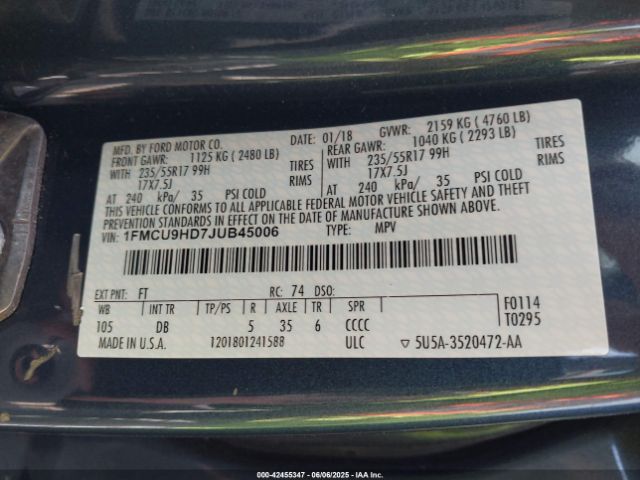 MFD. BY FORD MOTOR CO. DATE: 01/18 GVWR: 2159 KG ( 4760 LB)
FRONT GAWR: 1125 KG ( 2480 LB) REAR GAWR: 1040 KG ( 2293 LB)
WITH 235/55R17 99H TIRES WITH 235/55R17 99H TIRES
17X7.5J RIMS 17X7.5J RIMS
AT 240 kPa/ 35 PSI COLD AT 240 kPa/ 35 PSI COLD
THIS VEHICLE CONFORMS TO ALL APPLICABLE FEDERAL MOTOR VEHICLE SAFETY AND THEFT
PREVENTION STANDARDS IN EFFECT ON THE DATE OF MANUFACTURE SHOWN ABOVE.
VIN: 1FMCU9HD7JUB45006 TYPE: MPV
EXT PNT: FT RC: 74 DSO:
WB INT TR TP/PS R AXLE TR SPR F0114
105 DB 5 35 6 CCCC T0295
MADE IN U.S.A. 1201801241588 ULC ▽ 5U5A-3520472-AA
000-42455347 - 06/06/2025 - IAA Inc.